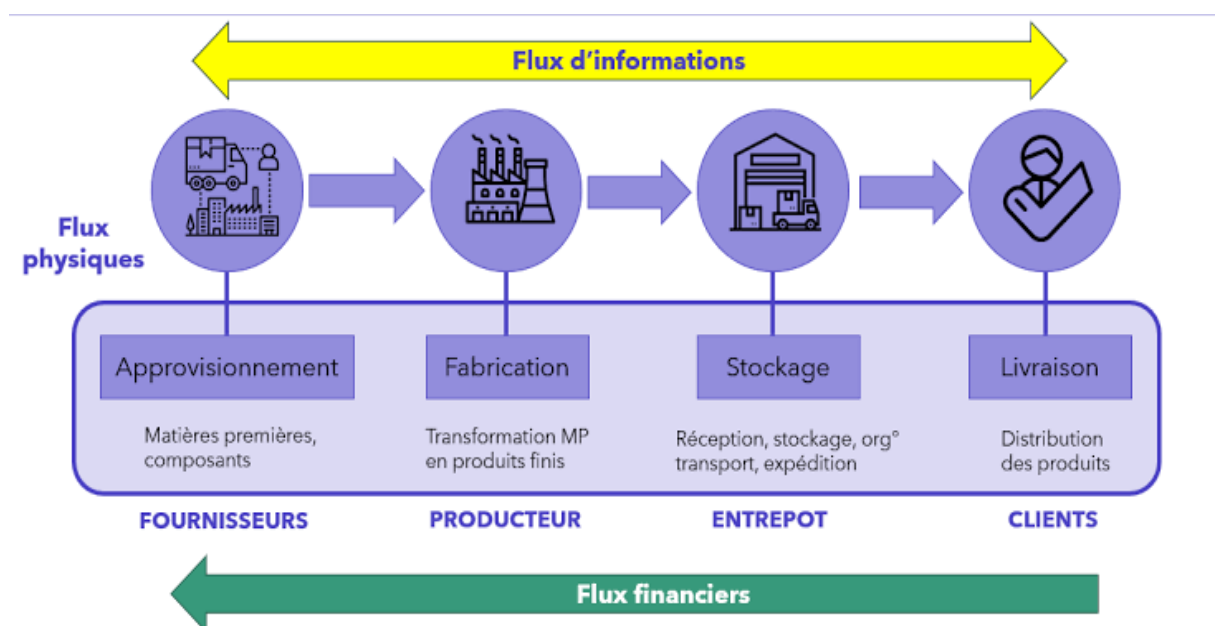 Flux d'informations
Flux
physiques
Approvisionnement
Fabrication
Stockage
Livraison
Matières premières,
composants
Transformation MP
en produits finis
Réception, stockage, org°
transport, expédition
Distribution
des produits
FOURNISSEURS
PRODUCTEUR
ENTREPOT
CLIENTS
Flux financiers